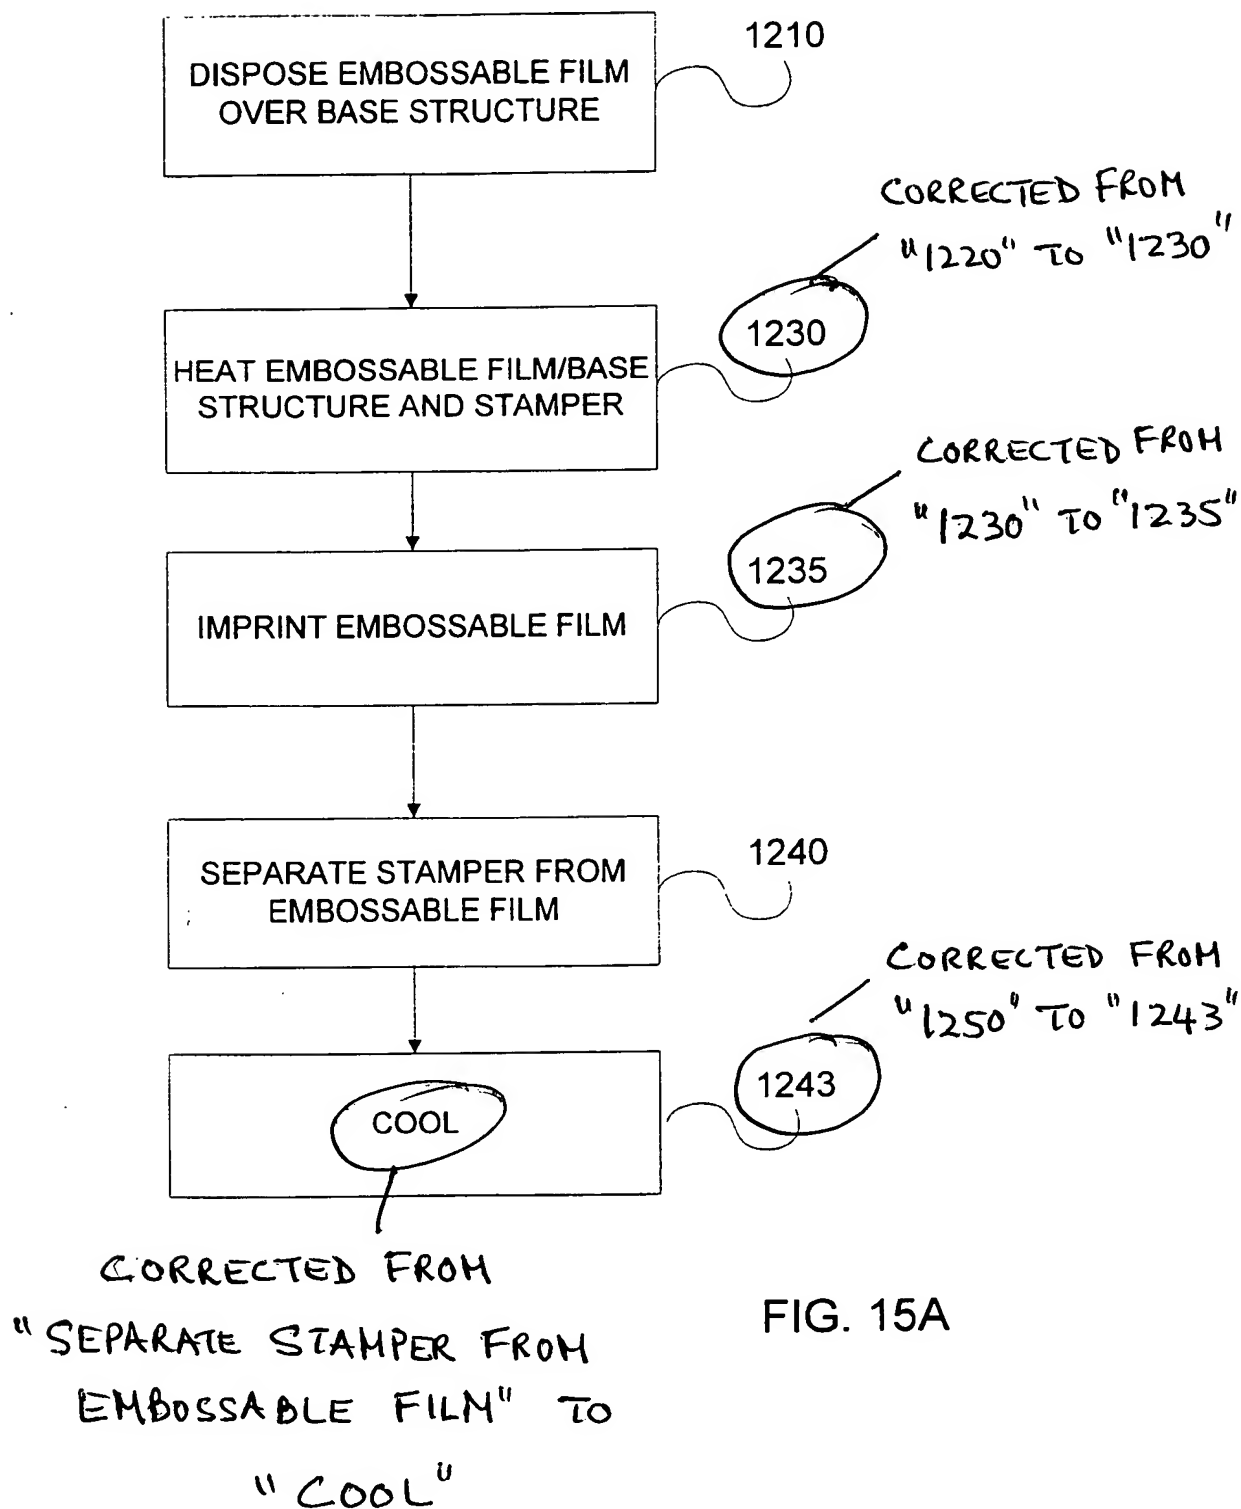 1210
DISPOSE EMBOSSABLE FILM
OVER BASE STRUCTURE
CORRECTED FROM
"1220" TO "1230"
1230
HEAT EMBOSSABLE FILM/BASE
STRUCTURE AND STAMPER
CORRECTED FROM
"1230" TO "1235"
1235
IMPRINT EMBOSSABLE FILM
1240
SEPARATE STAMPER FROM
EMBOSSABLE FILM
CORRECTED FROM
"1250" TO "1243"
1243
COOL
CORRECTED FROM
"SEPARATE STAMPER FROM
EMBOSSABLE FILM" TO
"COOL"
FIG. 15A